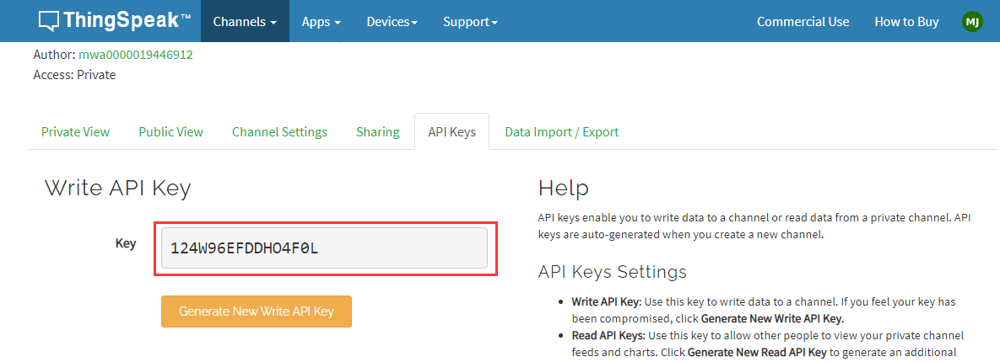 ThingSpeak™ Channels Apps Devices Support Commercial Use How to Buy MJ
Author: mwa0000019446912
Access: Private
Private View Public View Channel Settings Sharing API Keys Data Import / Export
Write API Key
Key
124W96EFDDHO4F0L
Generate New Write API Key
Help
API keys enable you to write data to a channel or read data from a private channel. API
keys are auto-generated when you create a new channel.
API Keys Settings
• Write API Key: Use this key to write data to a channel. If you feel your key has
been compromised, click Generate New Write API Key.
• Read API Keys: Use this key to allow other people to view your private channel
feeds and charts. Click Generate New Read API Key to generate an additional